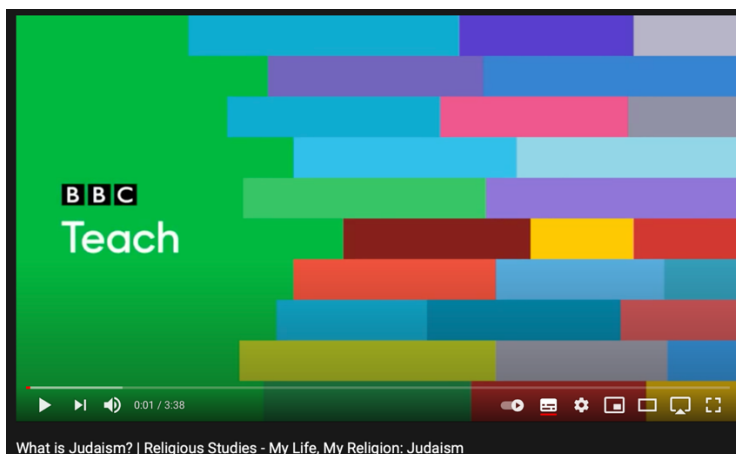 BBC
Teach
0:01 / 3:38
What is Judaism? | Religious Studies - My Life, My Religion: Judaism